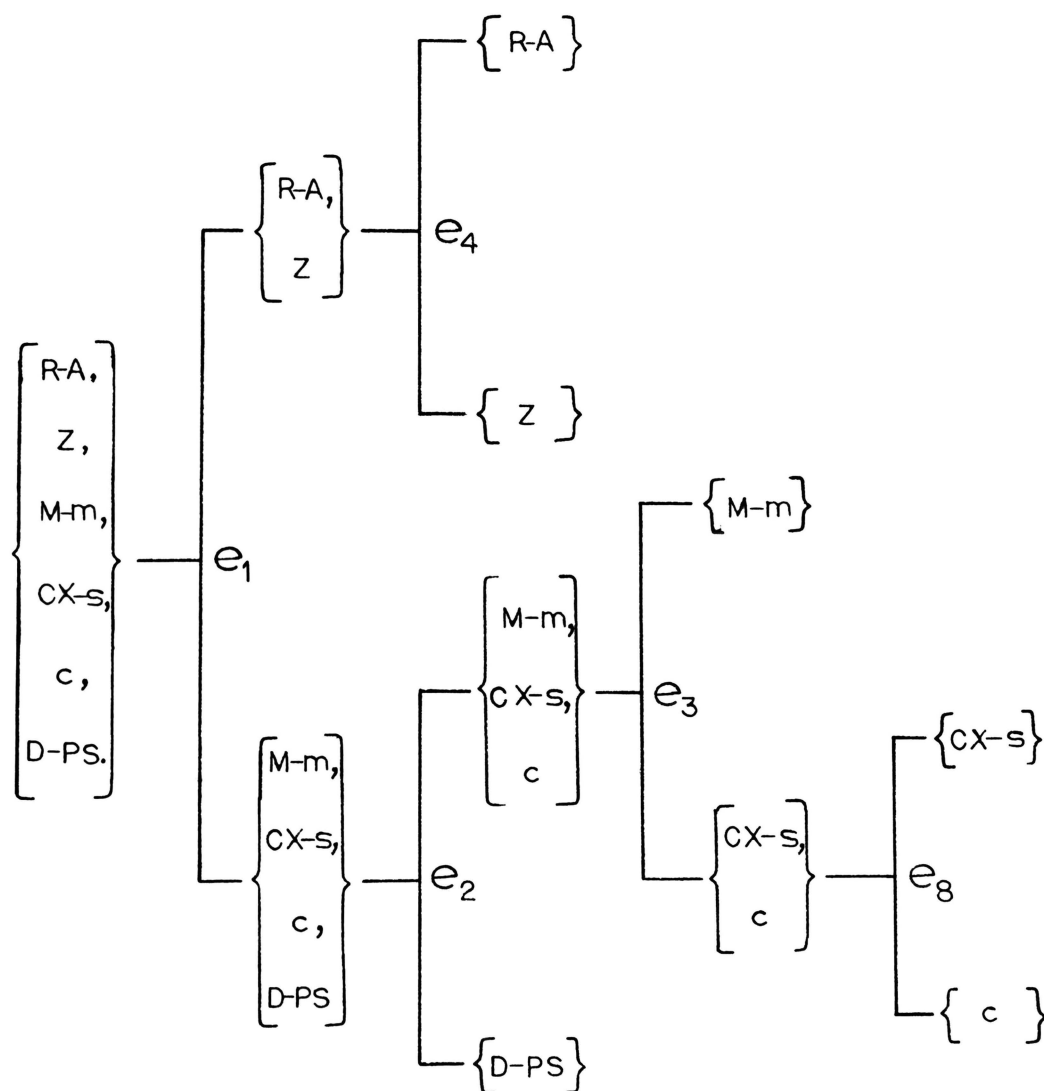 {R-A}
{R-A,
Z}
e4
{Z}
{R-A,
Z,
M-m,
CX-s,
c,
D-PS.}
e1
{M-m}
{M-m,
CX-s,
c}
e3
{M-m,
CX-s,
c,
D-PS}
e2
{CX-s}
{CX-s,
c}
e8
{c}
{D-PS}